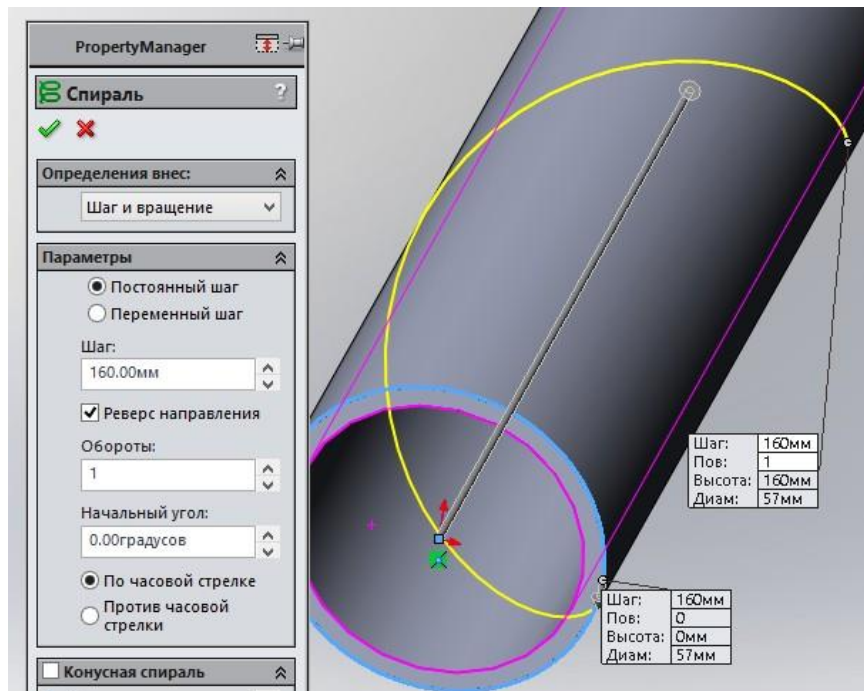 PropertyManager
Спираль
?
Определения внес:
Шаг и вращение
Параметры
Постоянный шаг
Переменный шаг
Шаг:
160.00мм
Реверс направления
Обороты:
1
Начальный угол:
0.00градусов
По часовой стрелке
Против часовой
стрелки
Конусная спираль
Шаг: 160мм
Пов: 1
Высота: 160мм
Диам: 57мм
Шаг: 160мм
Пов: 0
Высота: 0мм
Диам: 57мм